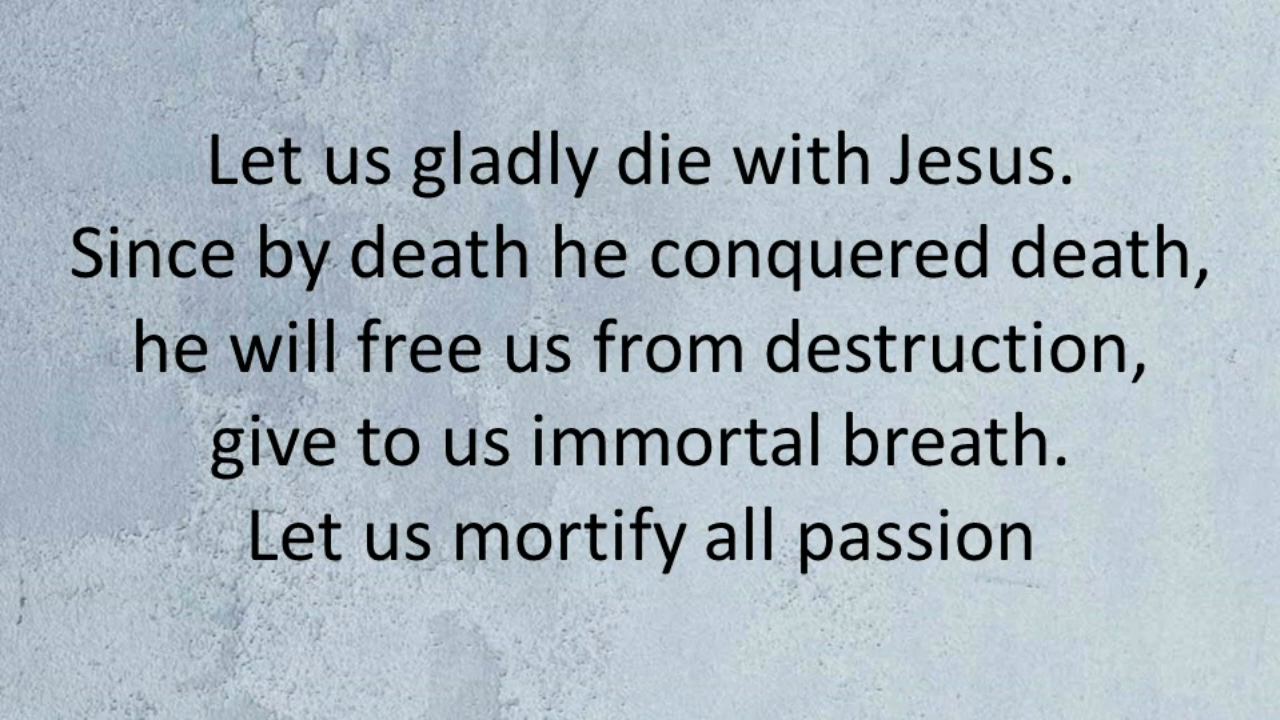 Let us gladly die with Jesus.
Since by death he conquered death,
he will free us from destruction,
give to us immortal breath.
Let us mortify all passion